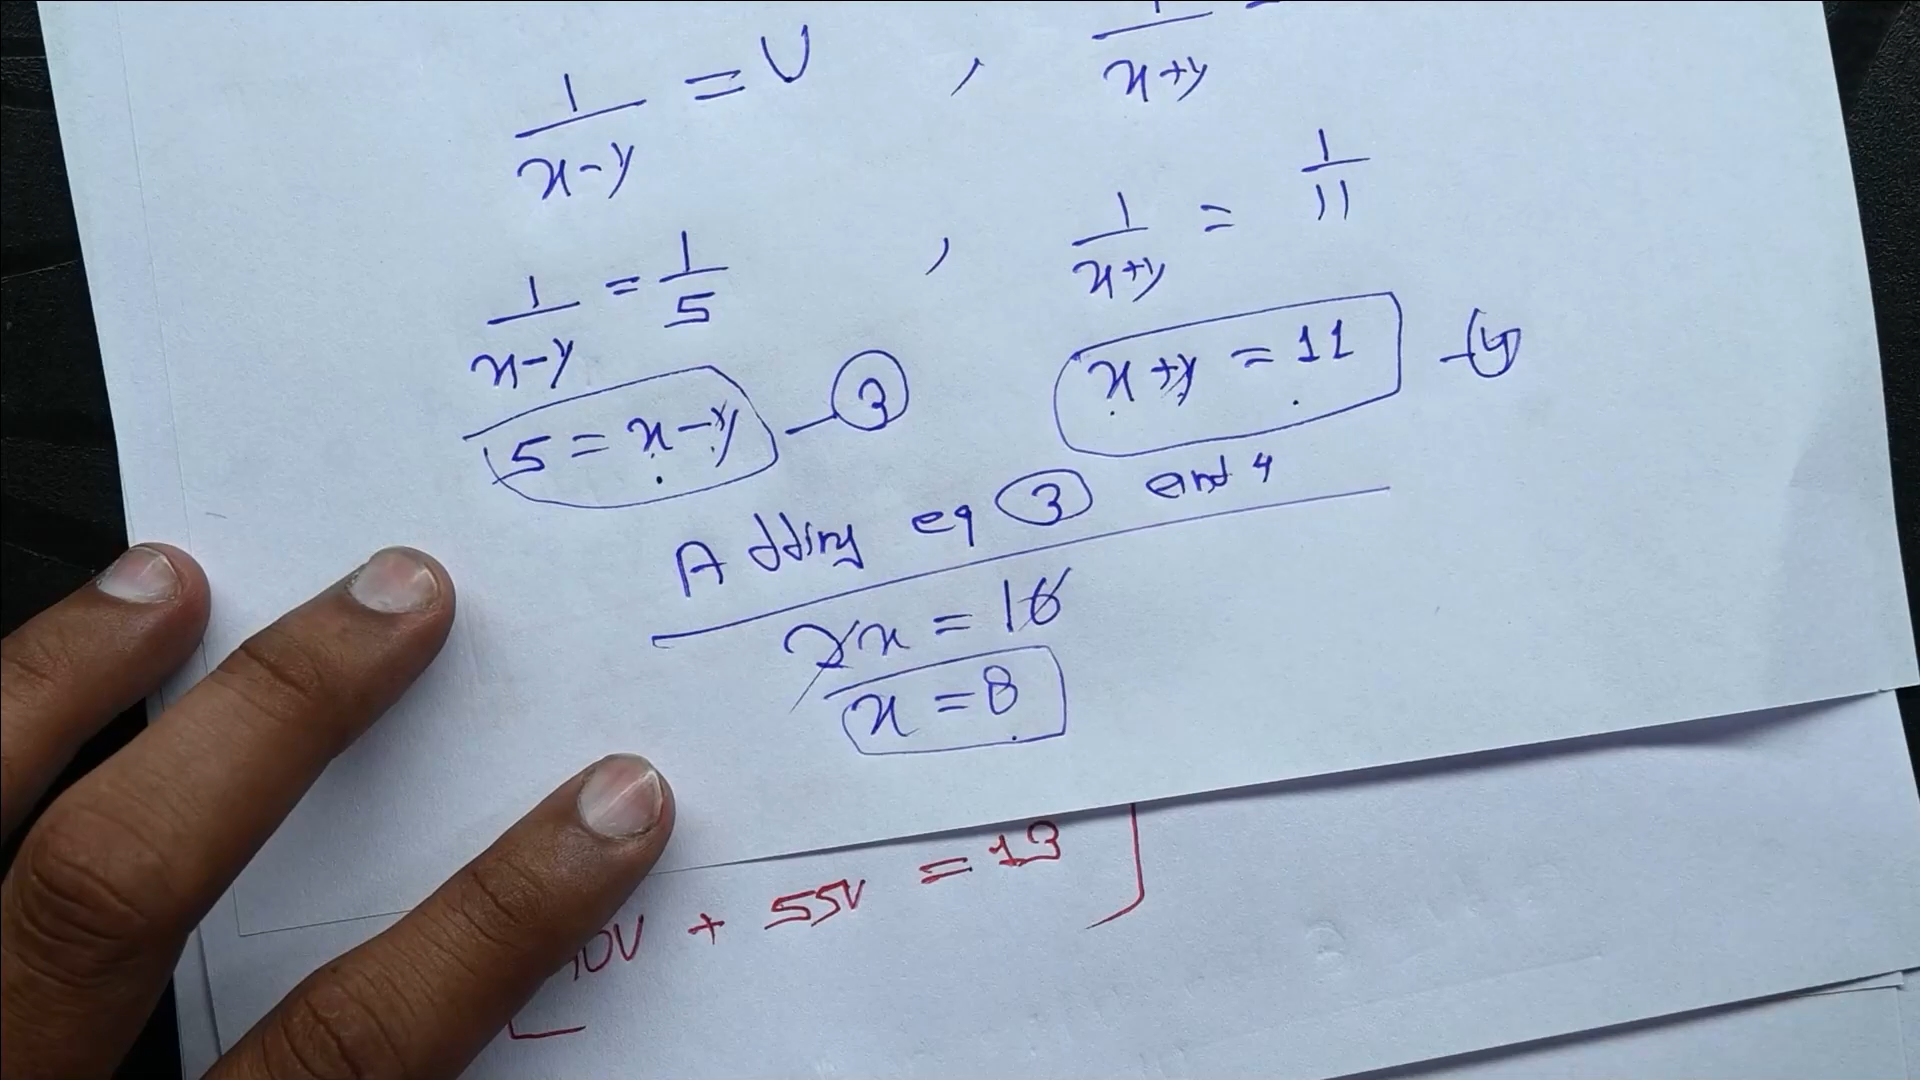 1/(x-y) = U , 1/(x+y) =
1/(x-y) = 1/5 , 1/(x+y) = 1/11
5 = x-y — 3 x+y = 11 — 4
Adding eq 3 and 4
2x = 16
x = 8
40V + 55V = 13